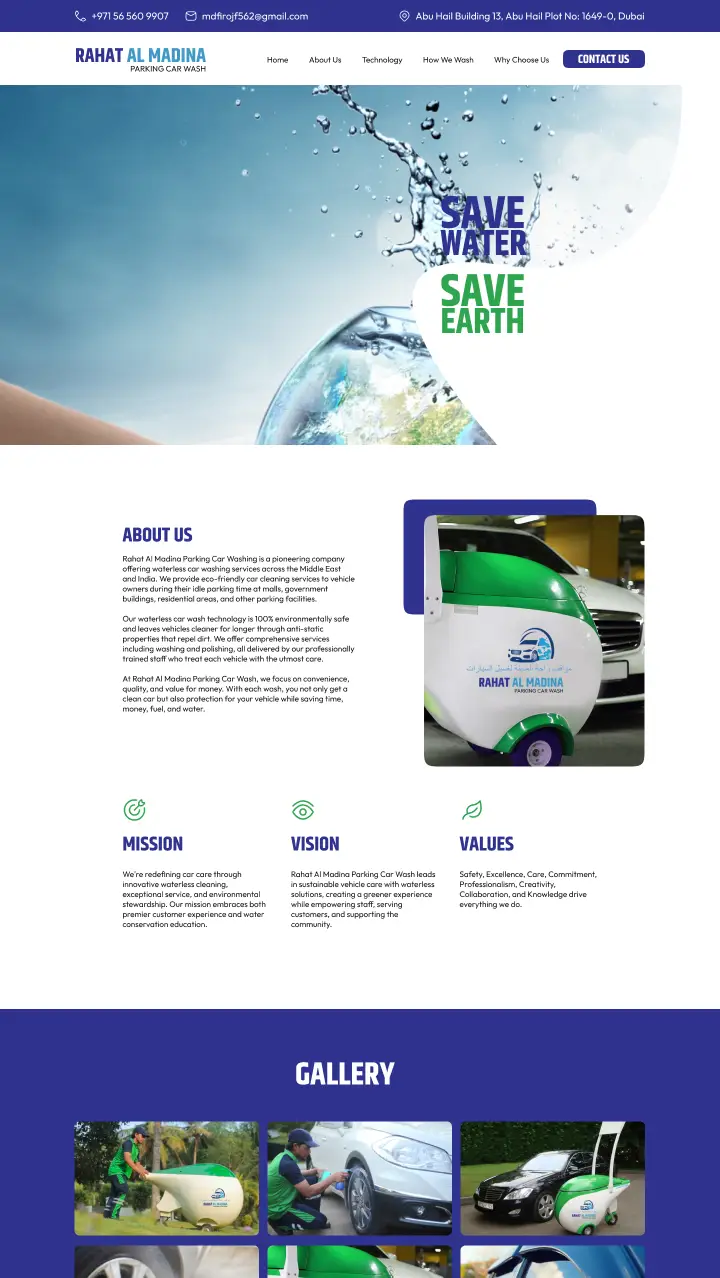 +971 56 560 9907 mdfirojf562@gmail.com Abu Hail Building 13, Abu Hail Plot No: 1649-0, Dubai
RAHAT AL MADINA
PARKING CAR WASH
Home About Us Technology How We Wash Why Choose Us CONTACT US
SAVE
WATER
SAVE
EARTH
ABOUT US
Rahat Al Madina Parking Car Washing is a pioneering company
offering waterless car washing services across the Middle East
and India. We provide eco-friendly car cleaning services to vehicle
owners during their idle parking time at malls, government
buildings, residential areas, and other parking facilities.
Our waterless car wash technology is 100% environmentally safe
and leaves vehicles cleaner for longer through anti-static
properties that repel dirt. We offer comprehensive services
including washing and polishing, all delivered by our professionally
trained staff who treat each vehicle with the utmost care.
At Rahat Al Madina Parking Car Wash, we focus on convenience,
quality, and value for money. With each wash, you not only get a
clean car but also protection for your vehicle while saving time,
money, fuel, and water.
RAHAT AL MADINA
PARKING CAR WASH
MISSION
We're redefining car care through
innovative waterless cleaning,
exceptional service, and environmental
stewardship. Our mission embraces both
premier customer experience and water
conservation education.
VISION
Rahat Al Madina Parking Car Wash leads
in sustainable vehicle care with waterless
solutions, creating a greener experience
while empowering staff, serving
customers, and supporting the
community.
VALUES
Safety, Excellence, Care, Commitment,
Professionalism, Creativity,
Collaboration, and Knowledge drive
everything we do.
GALLERY